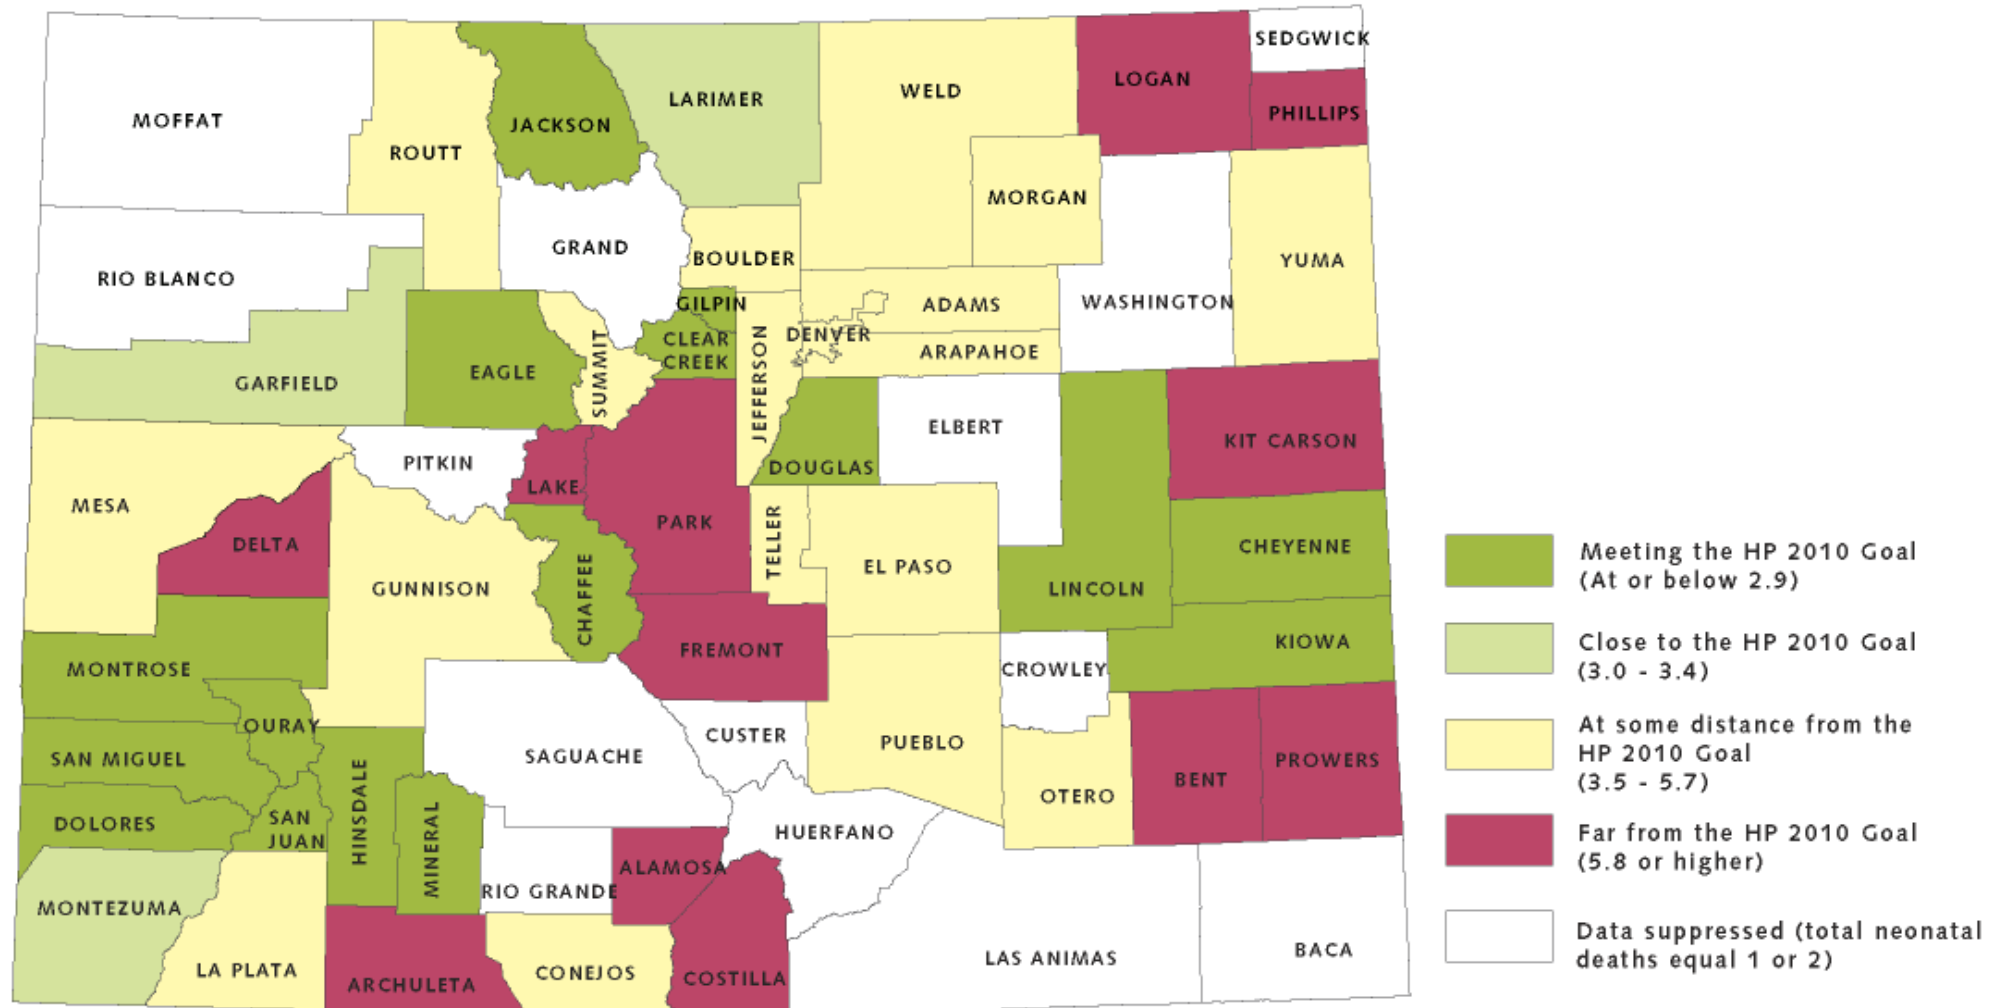 SEDGWICK
LOGAN
WELD
LARIMER
PHILLIPS
MOFFAT
JACKSON
ROUTT
MORGAN
GRAND
BOULDER
YUMA
RIO BLANCO
GILPIN
ADAMS
WASHINGTON
DENVER
CLEAR
CREEK
ARAPAHOE
EAGLE
SUMMIT
GARFIELD
JEFFERSON
ELBERT
KIT CARSON
PITKIN
DOUGLAS
LAKE
MESA
PARK
TELLER
DELTA
CHEYENNE
EL PASO
GUNNISON
LINCOLN
CHAFFEE
KIOWA
FREMONT
MONTROSE
CROWLEY
OURAY
CUSTER
PUEBLO
SAN MIGUEL
SAGUACHE
PROWERS
BENT
OTERO
HINSDALE
DOLORES
SAN
JUAN
HUERFANO
MINERAL
ALAMOSA
RIO GRANDE
MONTEZUMA
BACA
LAS ANIMAS
LA PLATA
CONEJOS
COSTILLA
ARCHULETA
Meeting the HP 2010 Goal
(At or below 2.9)
Close to the HP 2010 Goal
(3.0 - 3.4)
At some distance from the
HP 2010 Goal
(3.5 - 5.7)
Far from the HP 2010 Goal
(5.8 or higher)
Data suppressed (total neonatal
deaths equal 1 or 2)